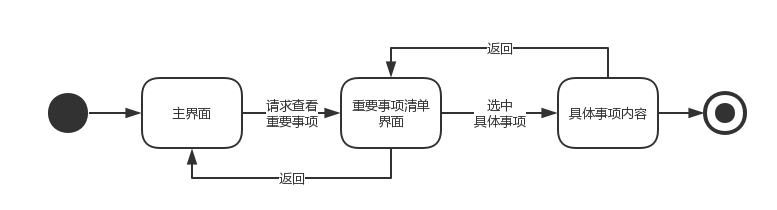 返回
主界面
请求查看
重要事项
重要事项清单
界面
选中
具体事项
具体事项内容
返回